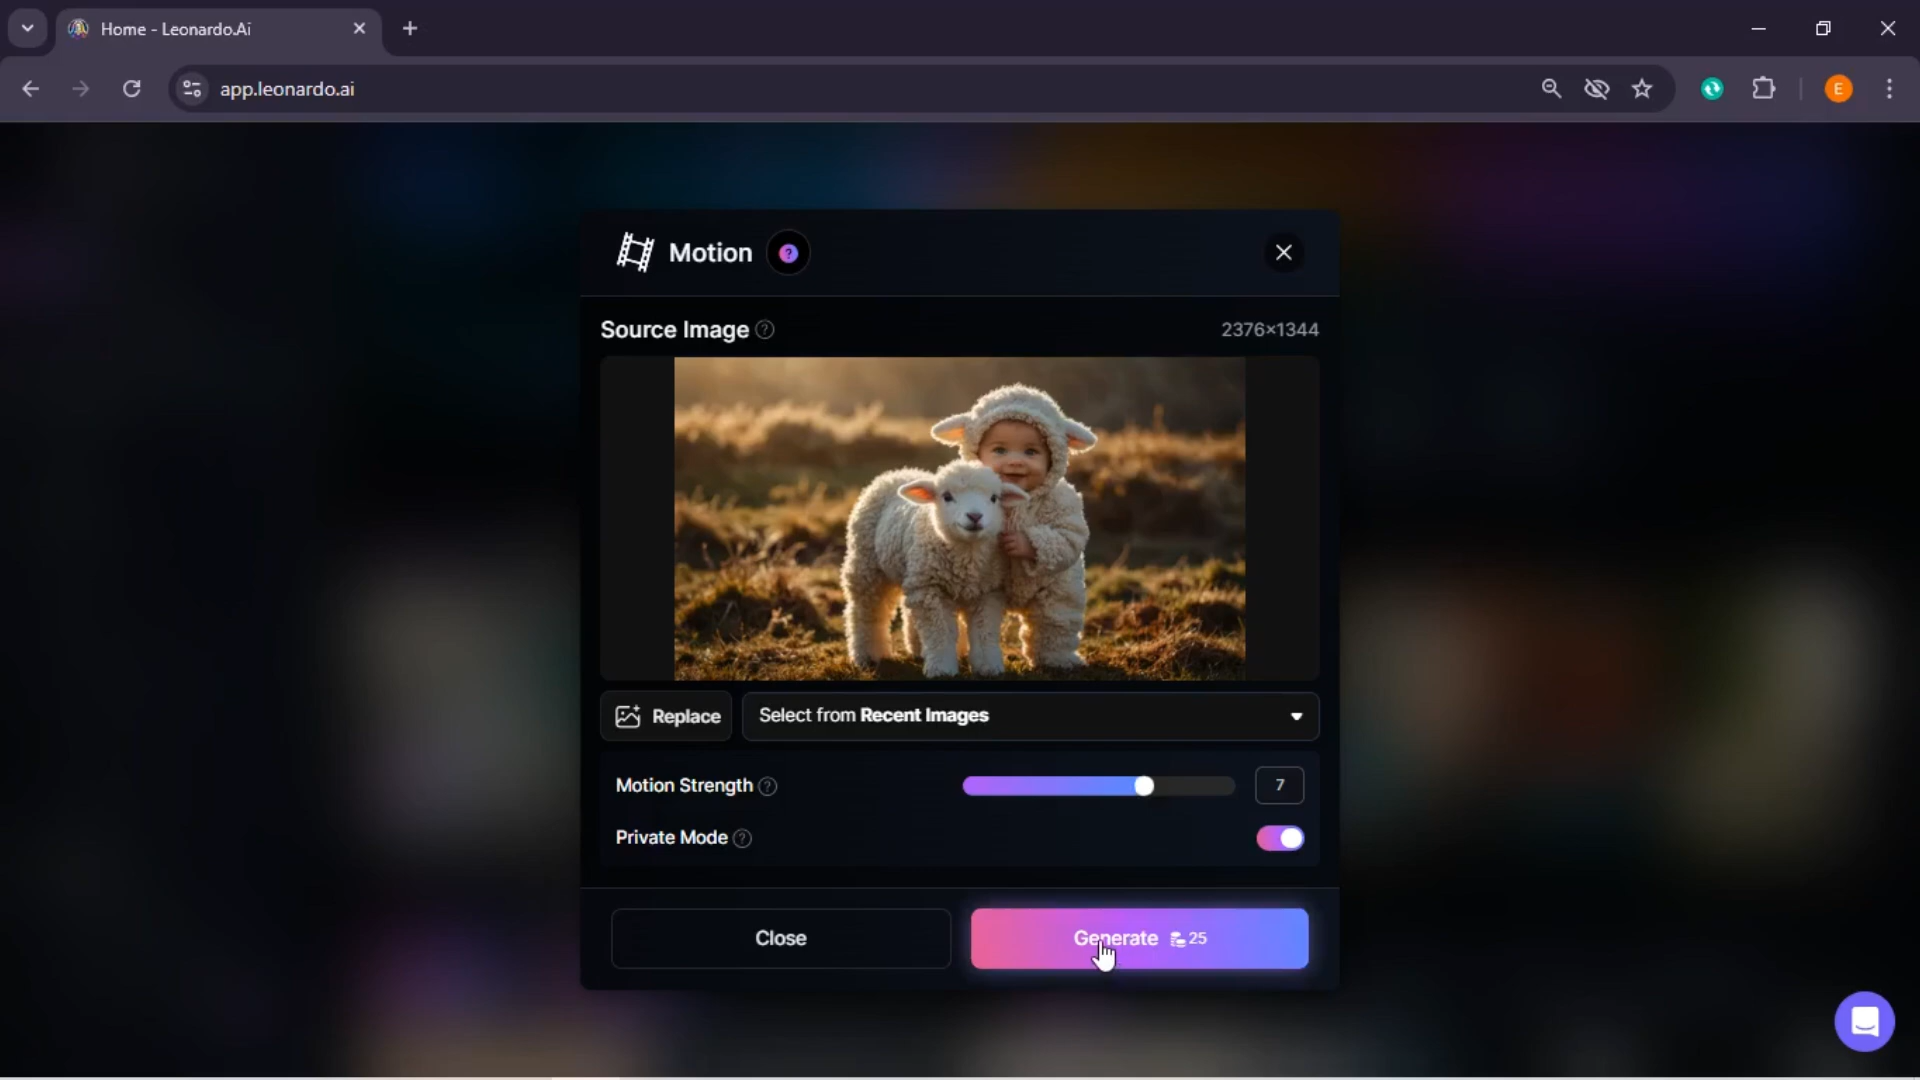 Home - Leonardo.Ai
app.leonardo.ai
E
Motion ?
Source Image ?
2376×1344
Replace
Select from Recent Images
Motion Strength ?
7
Private Mode ?
Close
Generate 25